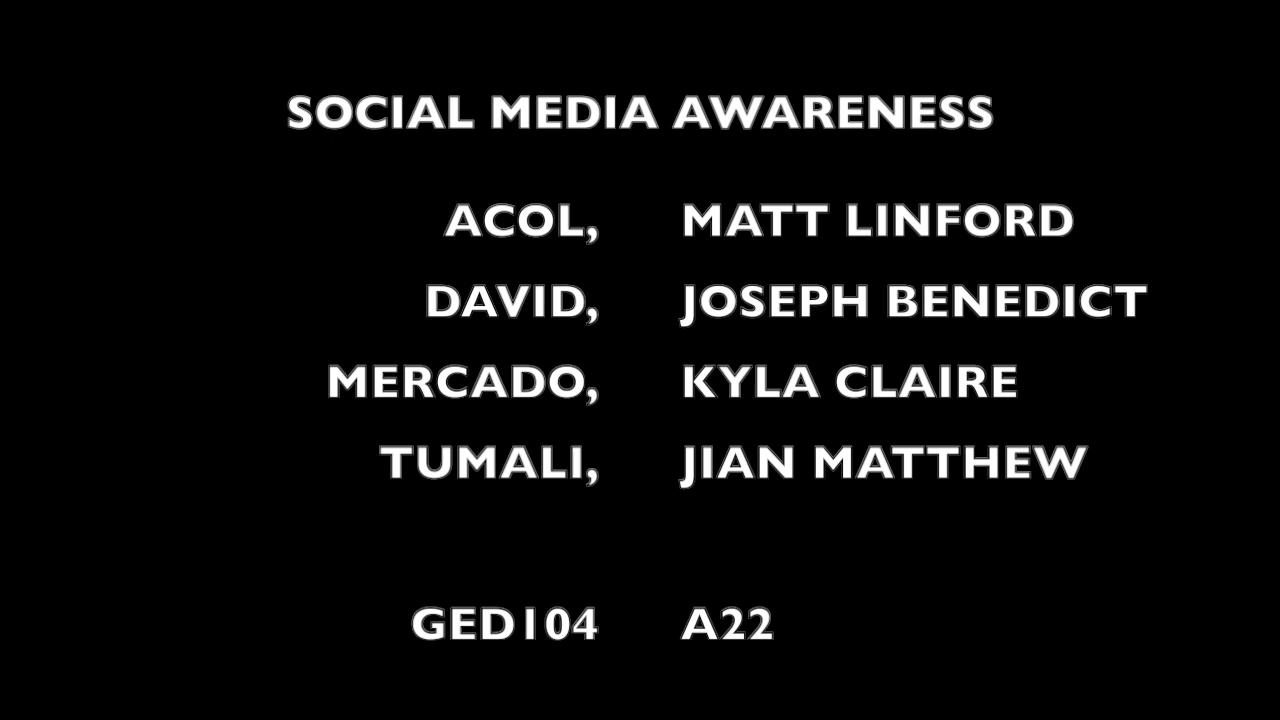 SOCIAL MEDIA AWARENESS
ACOL, MATT LINFORD
DAVID, JOSEPH BENEDICT
MERCADO, KYLA CLAIRE
TUMALI, JIAN MATTHEW
GED104 A22